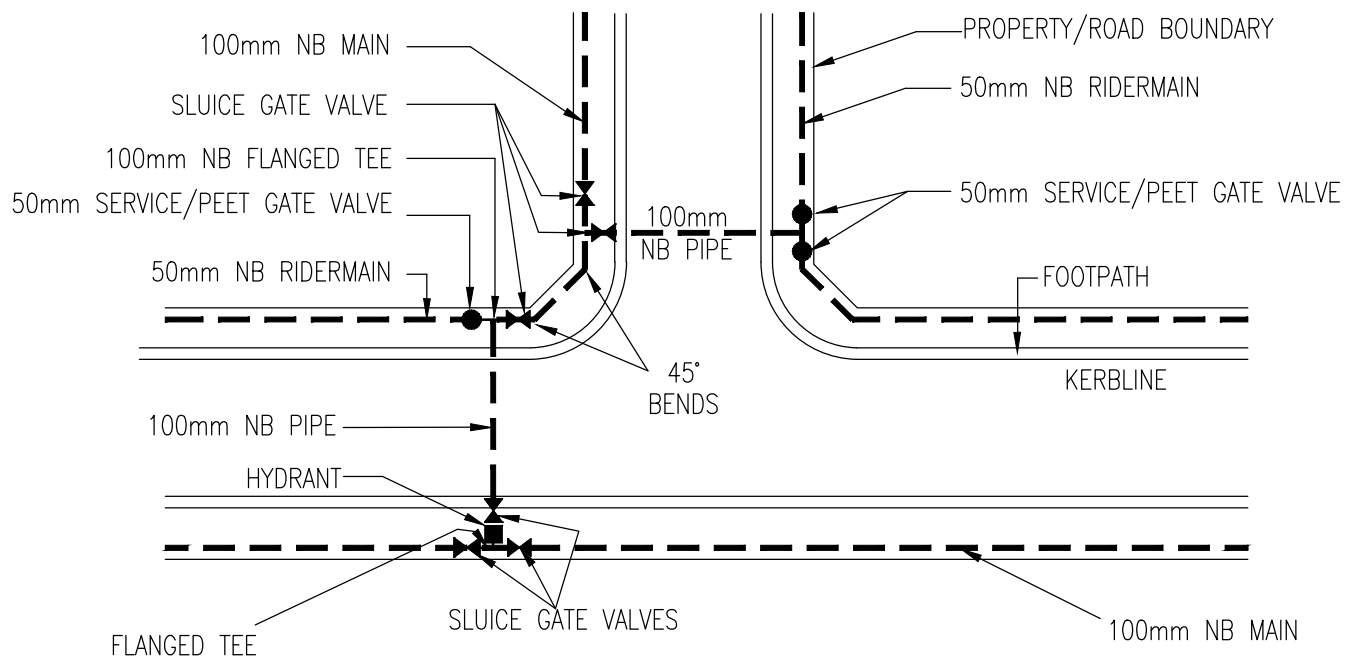 100mm NB MAIN
PROPERTY/ROAD BOUNDARY
SLUICE GATE VALVE
50mm NB RIDERMAIN
100mm NB FLANGED TEE
50mm SERVICE/PEET GATE VALVE
50mm SERVICE/PEET GATE VALVE
100mm
NB PIPE
50mm NB RIDERMAIN
FOOTPATH
45°
BENDS
KERBLINE
100mm NB PIPE
HYDRANT
SLUICE GATE VALVES
100mm NB MAIN
FLANGED TEE